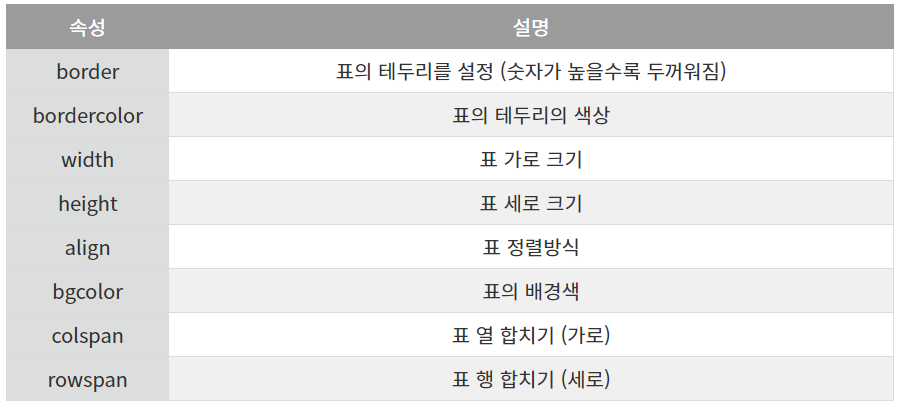 속성 설명
border 표의 테두리를 설정 (숫자가 높을수록 두꺼워짐)
bordercolor 표의 테두리의 색상
width 표 가로 크기
height 표 세로 크기
align 표 정렬방식
bgcolor 표의 배경색
colspan 표 열 합치기 (가로)
rowspan 표 행 합치기 (세로)